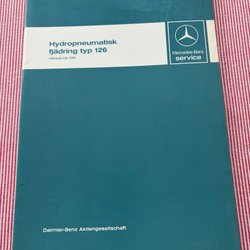 Hydropneumatisk
fjädring typ 126
Mercedes-Benz
service
Daimler-Benz Aktiengesellschaft